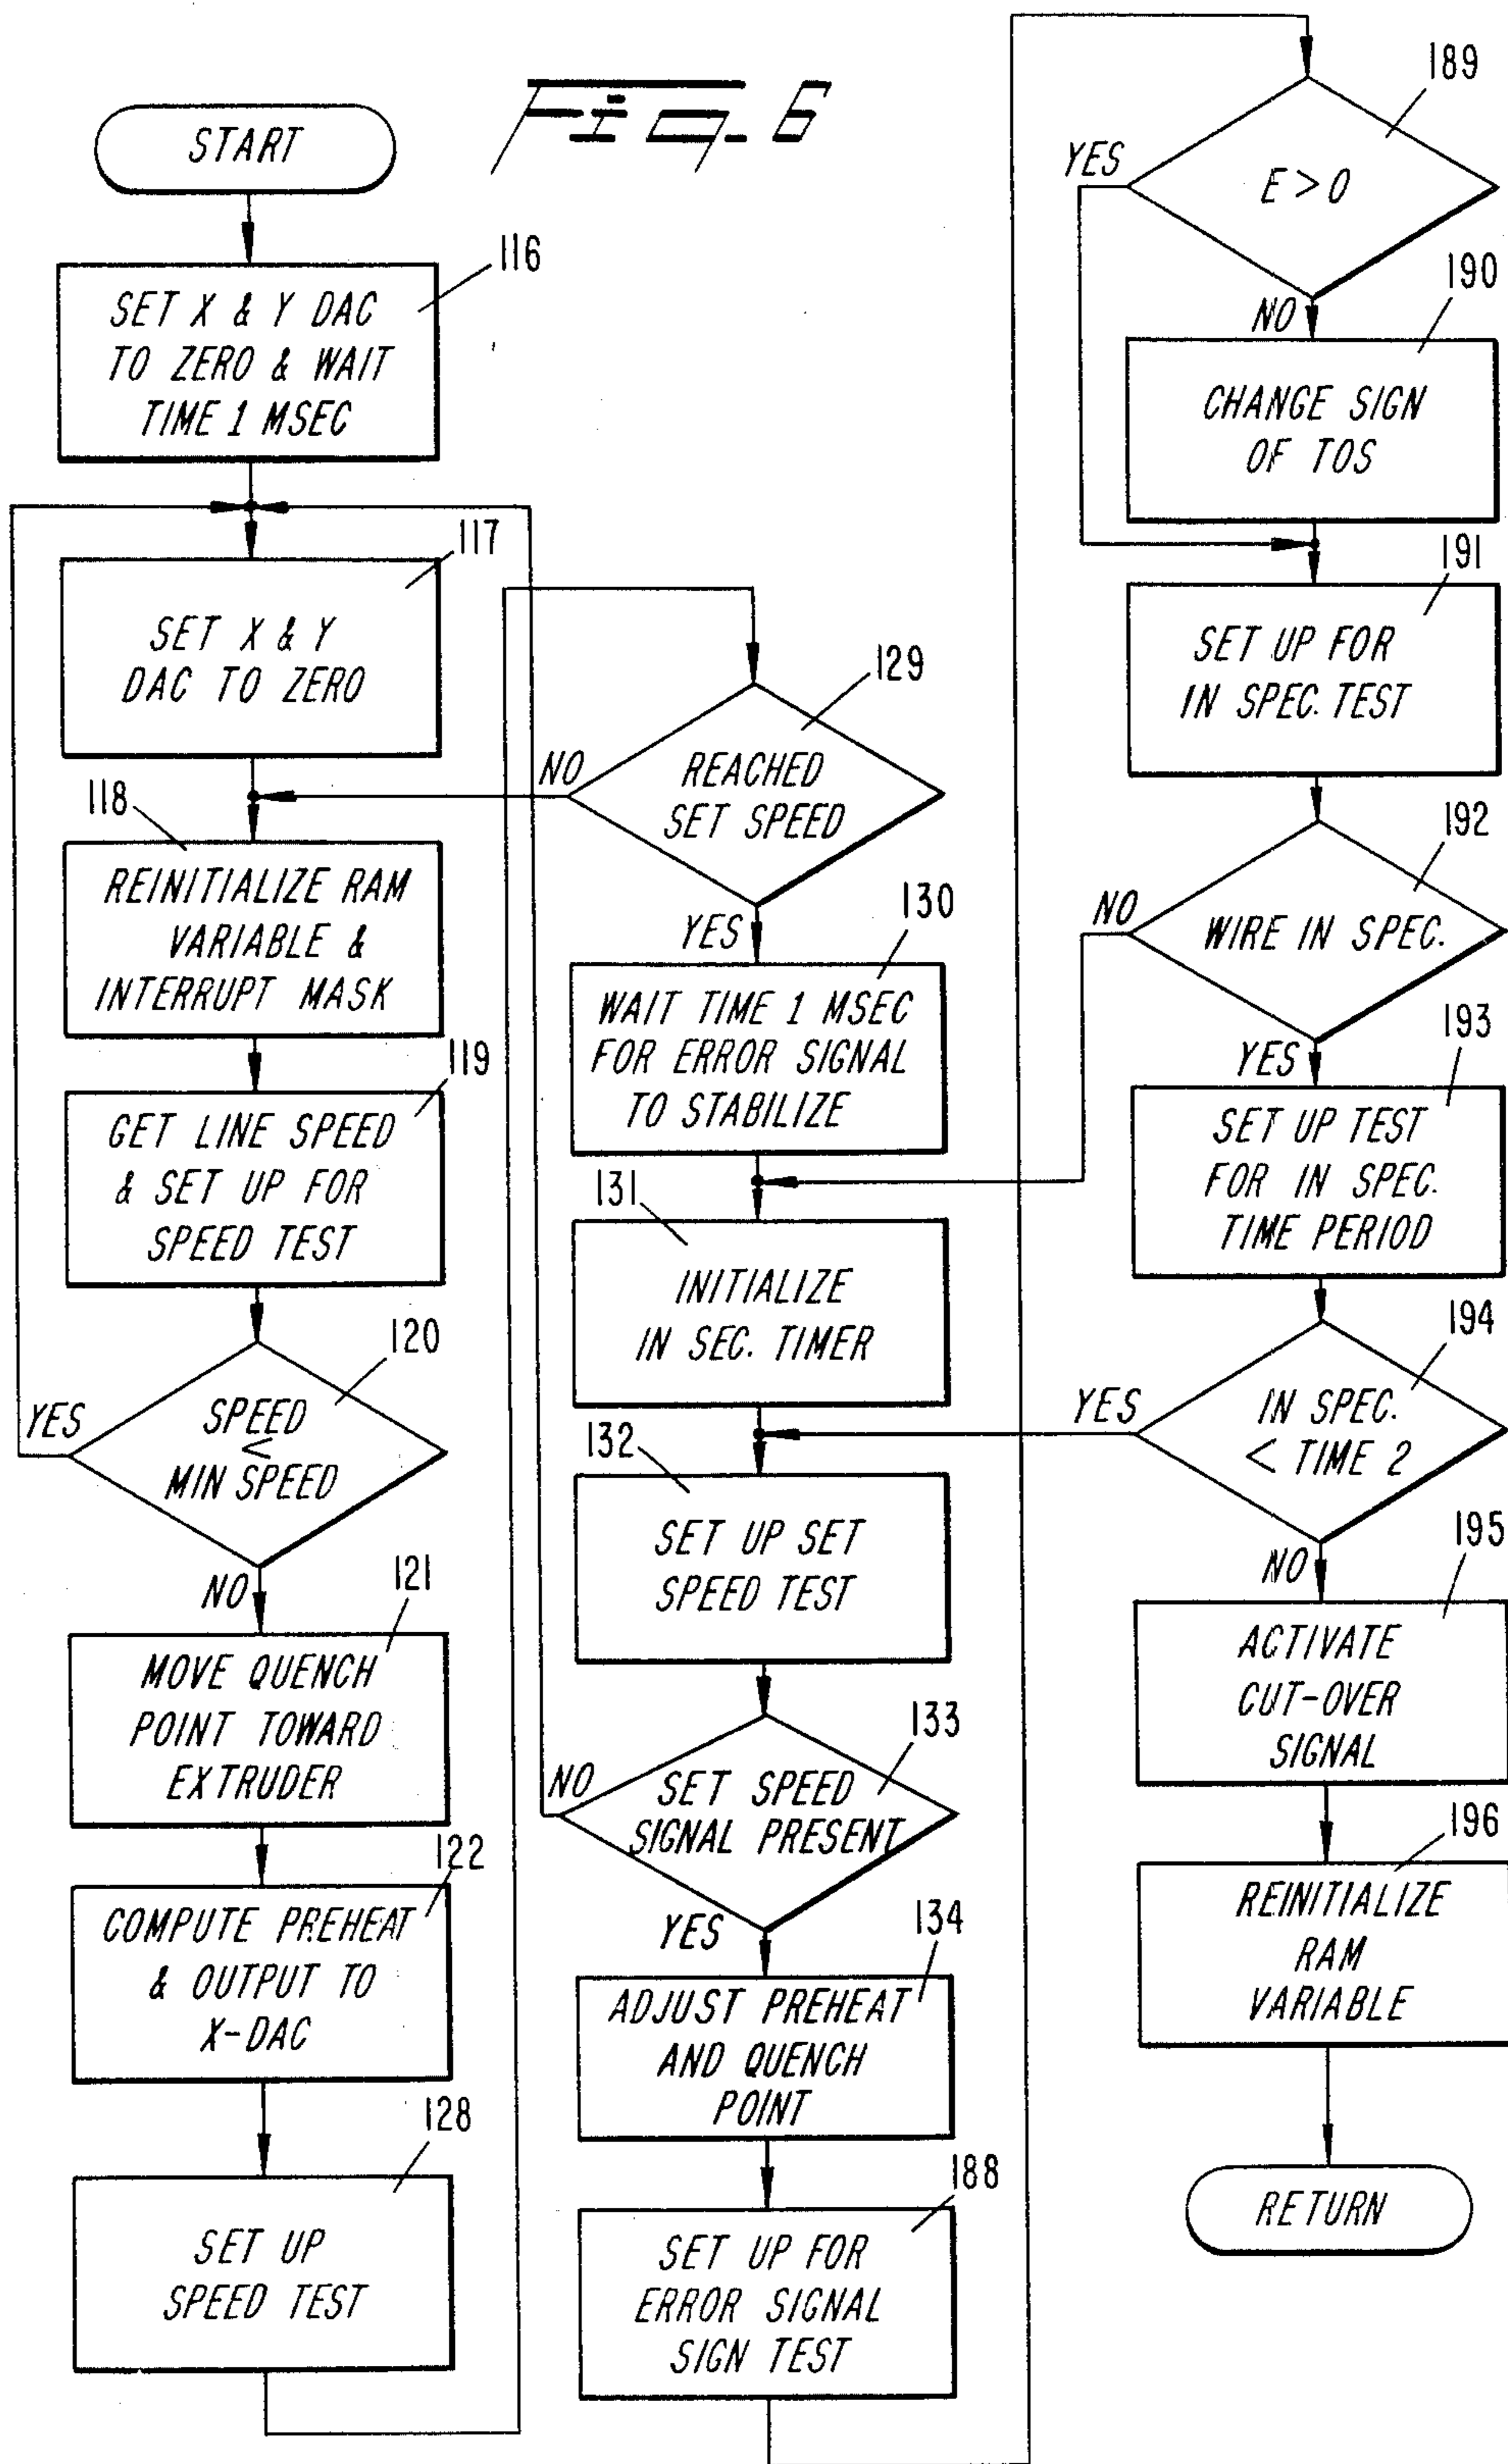 Fig. 6
START
116
SET X & Y DAC
TO ZERO & WAIT
TIME 1 MSEC
117
SET X & Y
DAC TO ZERO
118
REINITIALIZE RAM
VARIABLE &
INTERRUPT MASK
119
GET LINE SPEED
& SET UP FOR
SPEED TEST
120
YES
SPEED
<
MIN SPEED
NO
121
MOVE QUENCH
POINT TOWARD
EXTRUDER
122
COMPUTE PREHEAT
& OUTPUT TO
X-DAC
128
SET UP
SPEED TEST
129
NO
REACHED
SET SPEED
YES
130
WAIT TIME 1 MSEC
FOR ERROR SIGNAL
TO STABILIZE
131
INITIALIZE
IN SEC. TIMER
132
SET UP SET
SPEED TEST
133
NO
SET SPEED
SIGNAL PRESENT
YES
134
ADJUST PREHEAT
AND QUENCH
POINT
188
SET UP FOR
ERROR SIGNAL
SIGN TEST
189
YES
E > 0
NO
190
CHANGE SIGN
OF TOS
191
SET UP FOR
IN SPEC. TEST
192
NO
WIRE IN SPEC.
YES
193
SET UP TEST
FOR IN SPEC.
TIME PERIOD
194
YES
IN SPEC.
< TIME 2
NO
195
ACTIVATE
CUT-OVER
SIGNAL
196
REINITIALIZE
RAM
VARIABLE
RETURN